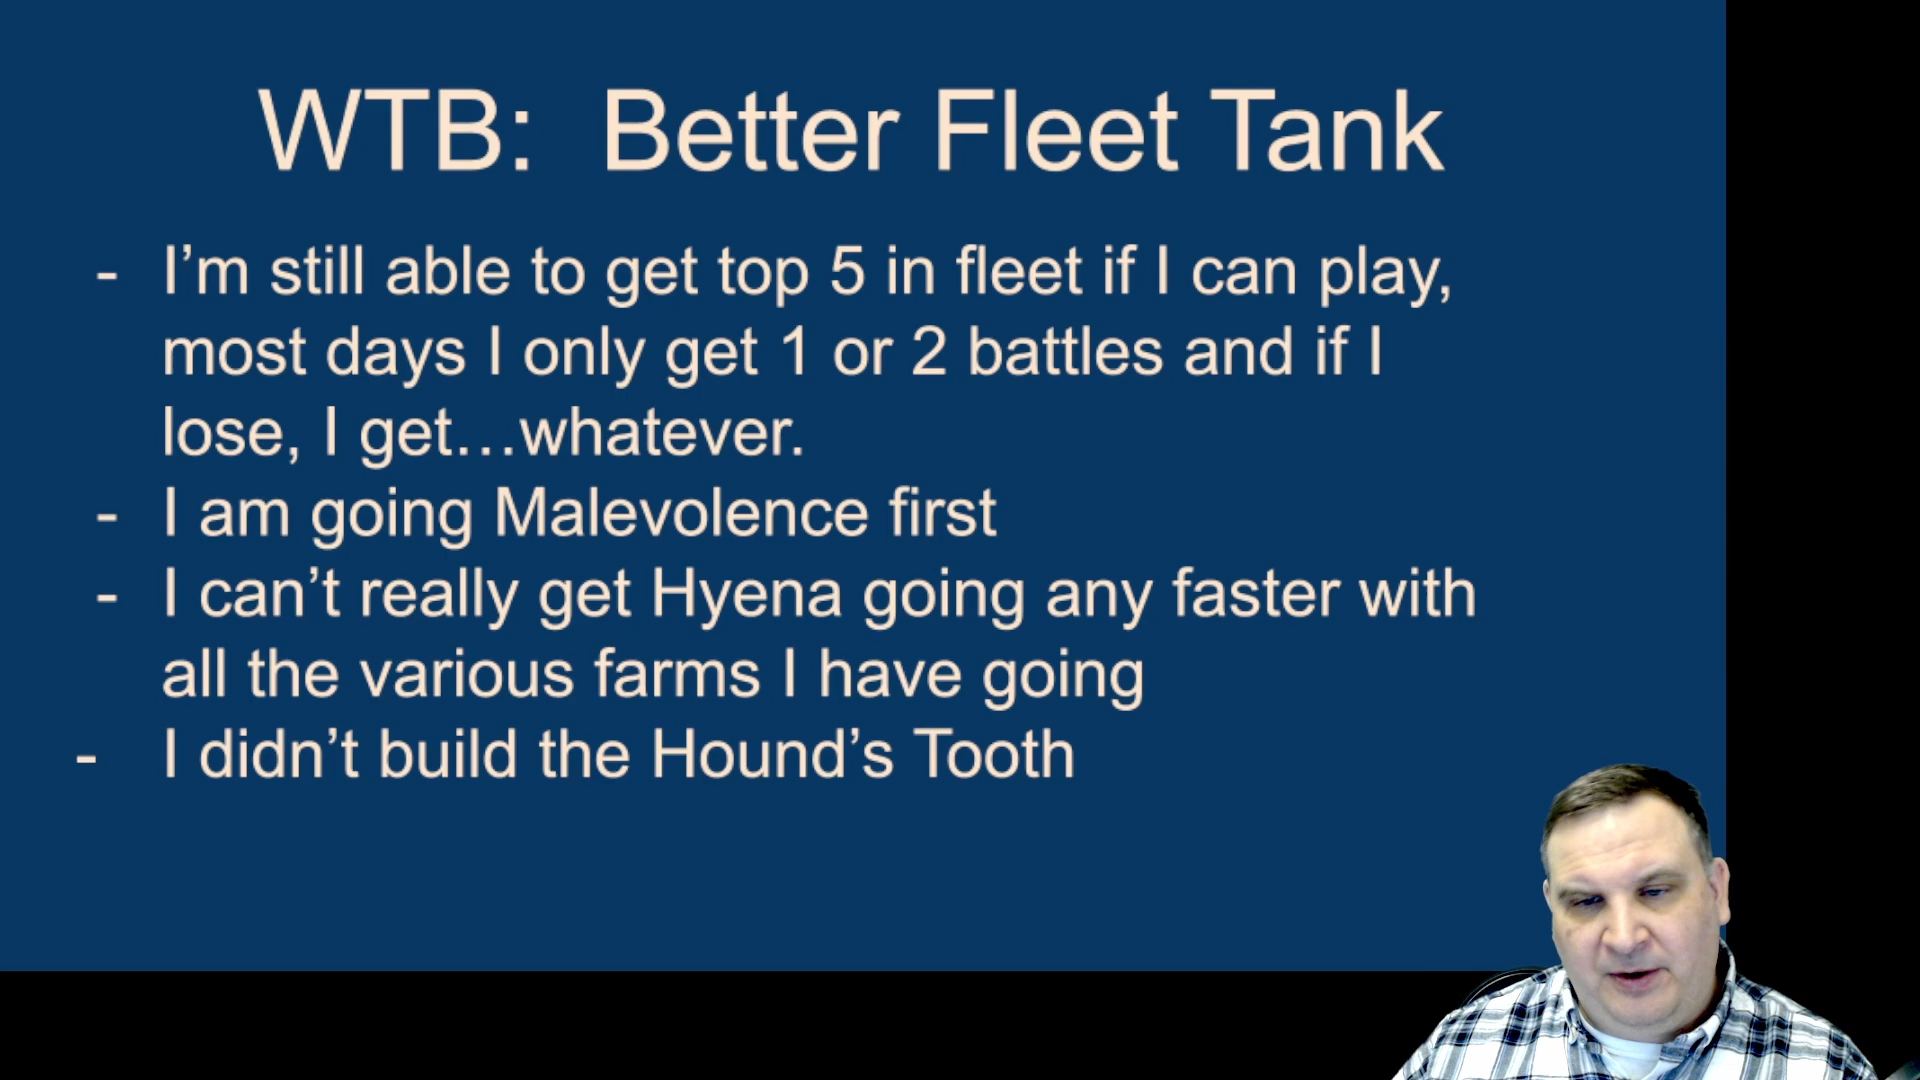 WTB: Better Fleet Tank
- I'm still able to get top 5 in fleet if I can play,
most days I only get 1 or 2 battles and if I
lose, I get…whatever.
- I am going Malevolence first
- I can't really get Hyena going any faster with
all the various farms I have going
- I didn't build the Hound's Tooth